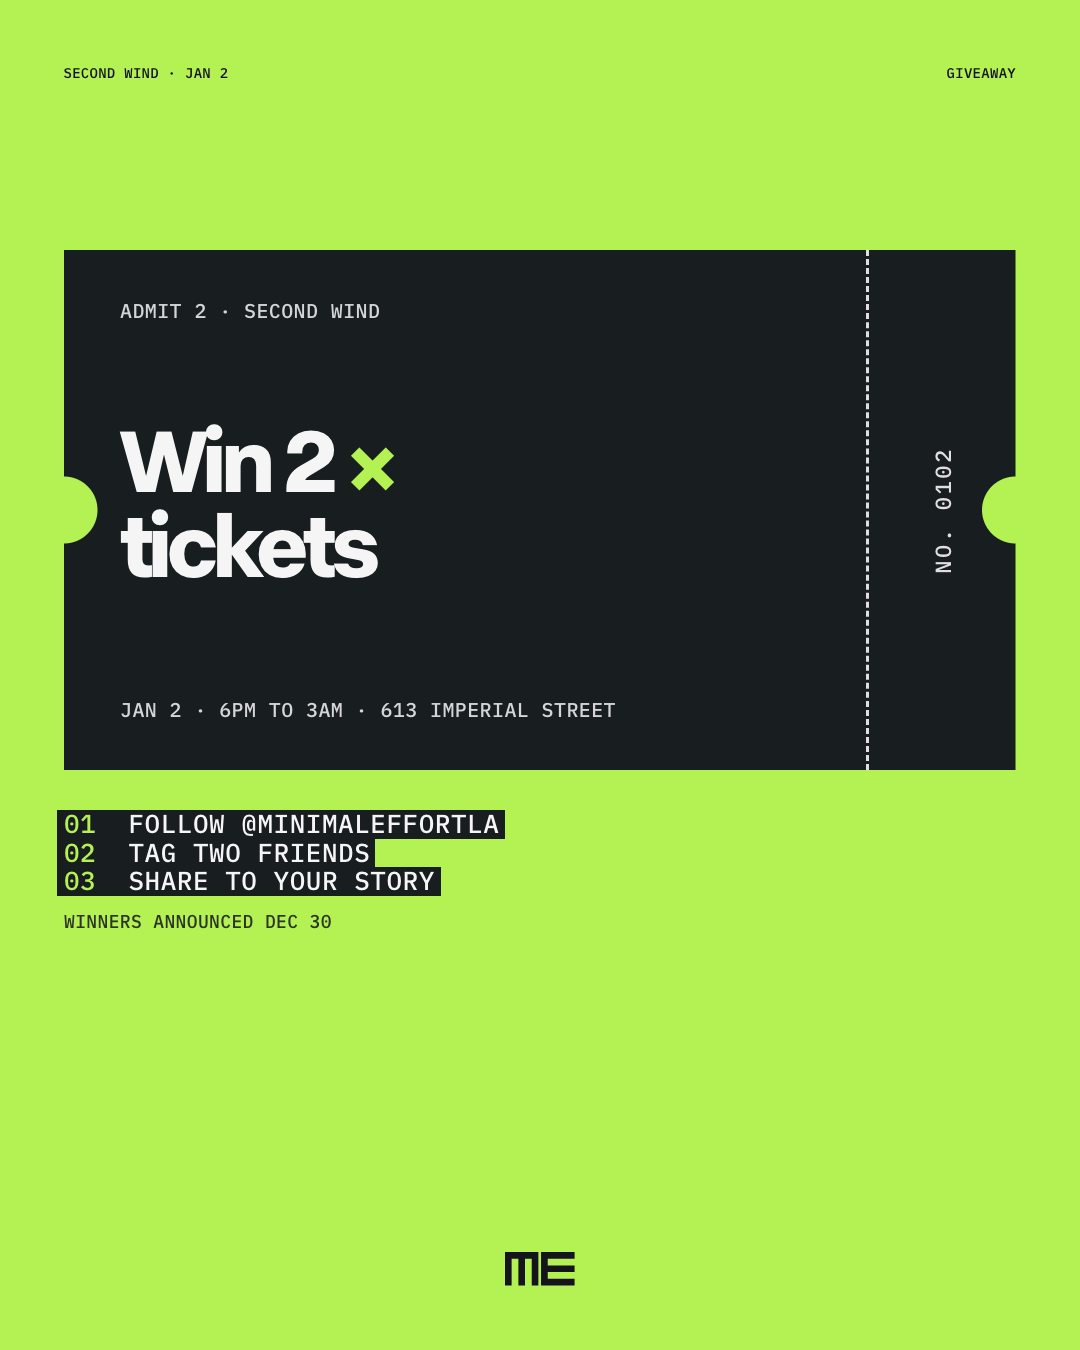 SECOND WIND · JAN 2
GIVEAWAY
ADMIT 2 · SECOND WIND
Win 2 ×
tickets
NO. 0102
JAN 2 · 6PM TO 3AM · 613 IMPERIAL STREET
01 FOLLOW @MINIMALEFFORTLA
02 TAG TWO FRIENDS
03 SHARE TO YOUR STORY
WINNERS ANNOUNCED DEC 30
ME